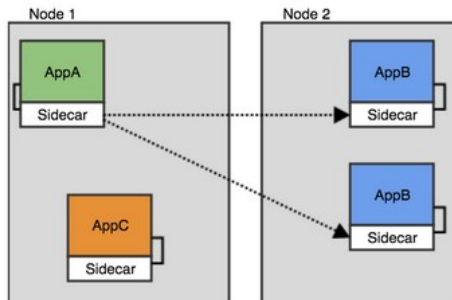 Node 1
Node 2
AppA
Sidecar
AppB
Sidecar
AppC
Sidecar
AppB
Sidecar